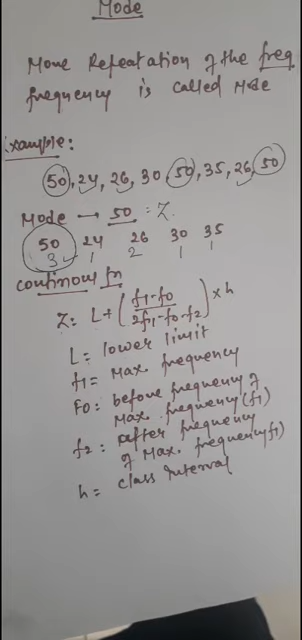 Mode
More Repeatation of the freq
frequency is called Mode
Example:
50, 24, 26, 30, 50, 35, 26, 50
Mode → 50 = Z
50 24 26 30 35
3 1 2 1 1
continous fn
Z = L + (f1-f0 / 2f1-f0-f2) × h
L = lower limit
f1 = Max. frequency
F0 : before frequency of
Max. frequency (f1)
f2 : after frequency
of Max. frequency(f1)
h = class interval